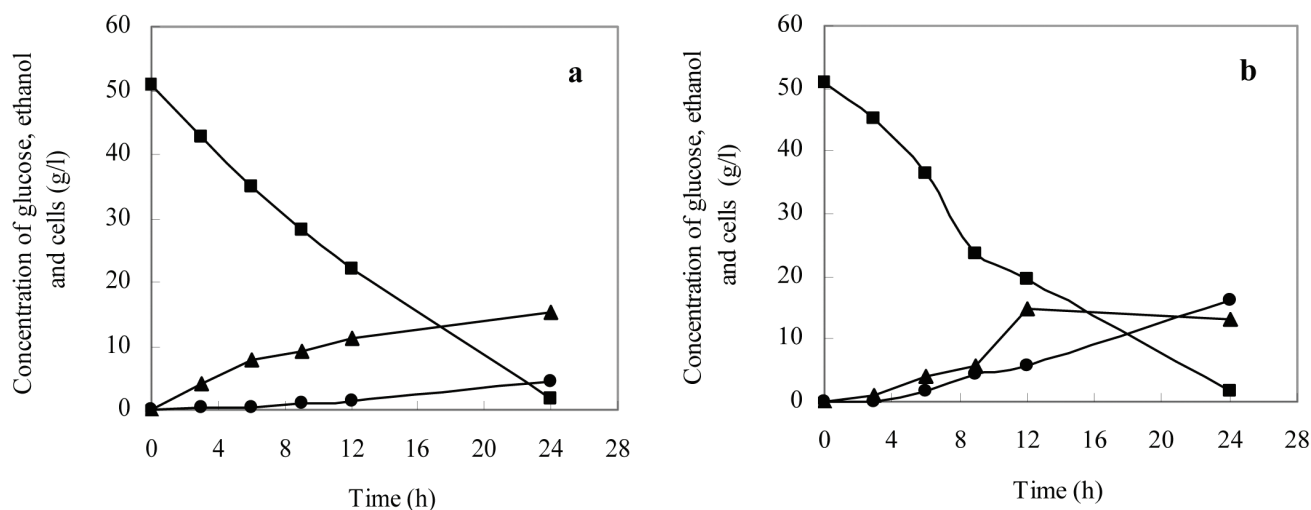 Concentration of glucose, ethanol
and cells (g/l)
60
50
40
30
20
10
0
a
0 4 8 12 16 20 24 28
Time (h)
Concentration of glucose, ethanol
and cells (g/l)
60
50
40
30
20
10
0
b
0 4 8 12 16 20 24 28
Time (h)